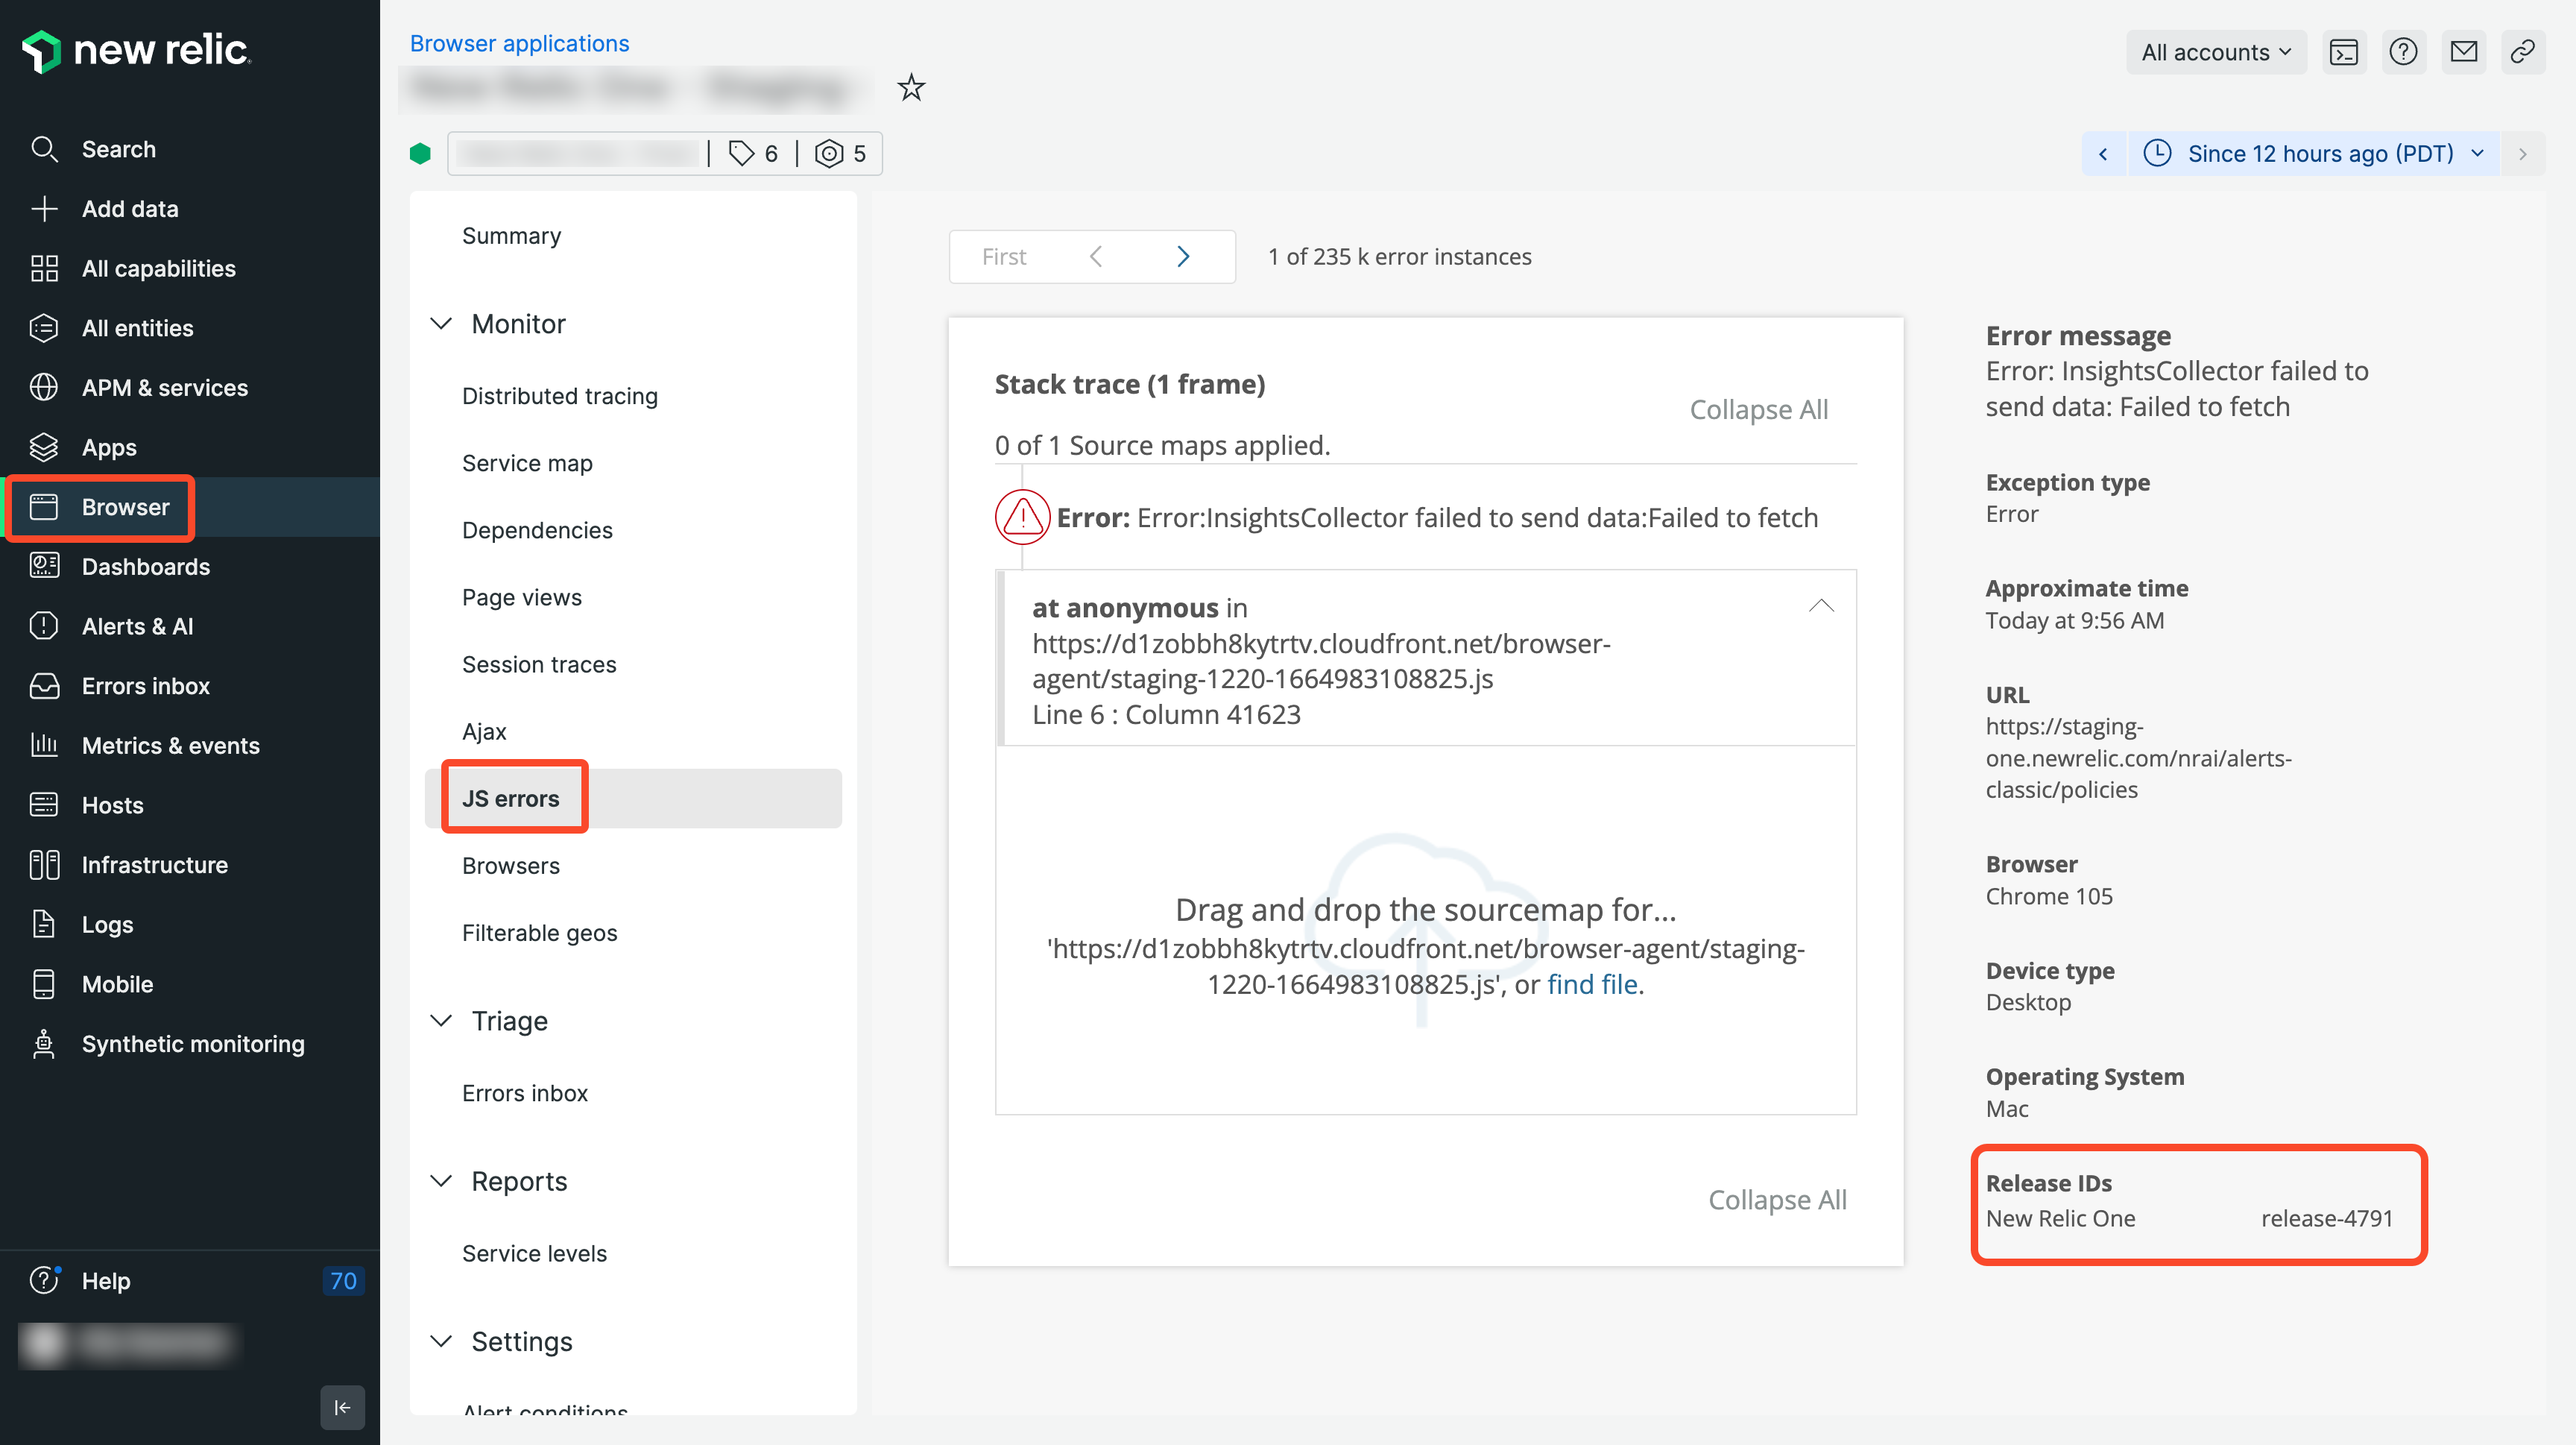 new relic
Search
Add data
All capabilities
All entities
APM & services
Apps
Browser
Dashboards
Alerts & AI
Errors inbox
Metrics & events
Hosts
Infrastructure
Logs
Mobile
Synthetic monitoring
Help 70
Browser applications
6 5
All accounts
Since 12 hours ago (PDT)
Summary
Monitor
Distributed tracing
Service map
Dependencies
Page views
Session traces
Ajax
JS errors
Browsers
Filterable geos
Triage
Errors inbox
Reports
Service levels
Settings
Alert conditions
First
1 of 235 k error instances
Stack trace (1 frame)
Collapse All
0 of 1 Source maps applied.
Error: Error:InsightsCollector failed to send data:Failed to fetch
at anonymous in
https://d1zobbh8kytrtv.cloudfront.net/browser-
agent/staging-1220-1664983108825.js
Line 6 : Column 41623
Drag and drop the sourcemap for...
'https://d1zobbh8kytrtv.cloudfront.net/browser-agent/staging-
1220-1664983108825.js', or find file.
Collapse All
Error message
Error: InsightsCollector failed to
send data: Failed to fetch
Exception type
Error
Approximate time
Today at 9:56 AM
URL
https://staging-
one.newrelic.com/nrai/alerts-
classic/policies
Browser
Chrome 105
Device type
Desktop
Operating System
Mac
Release IDs
New Relic One release-4791